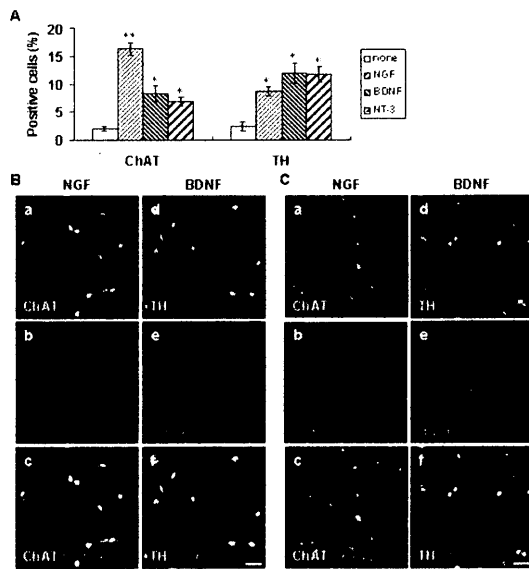 A
Positive cells (%)
20
15
10
5
0
**
*
*
*
*
*
ChAT
TH
none
NGF
BDNF
NT-3
B
NGF
BDNF
C
NGF
BDNF
a
ChAT
d
TH
a
ChAT
d
TH
b
e
b
e
c
ChAT
f
TH
c
ChAT
f
TH